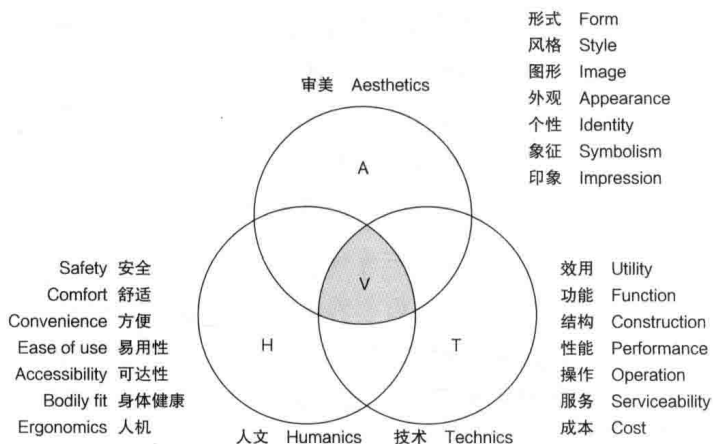 形式 Form
风格 Style
图形 Image
外观 Appearance
个性 Identity
象征 Symbolism
印象 Impression
审美 Aesthetics
A
V
H
T
Safety 安全
Comfort 舒适
Convenience 方便
Ease of use 易用性
Accessibility 可达性
Bodily fit 身体健康
Ergonomics 人机
效用 Utility
功能 Function
结构 Construction
性能 Performance
操作 Operation
服务 Serviceability
成本 Cost
人文 Humanics
技术 Technics